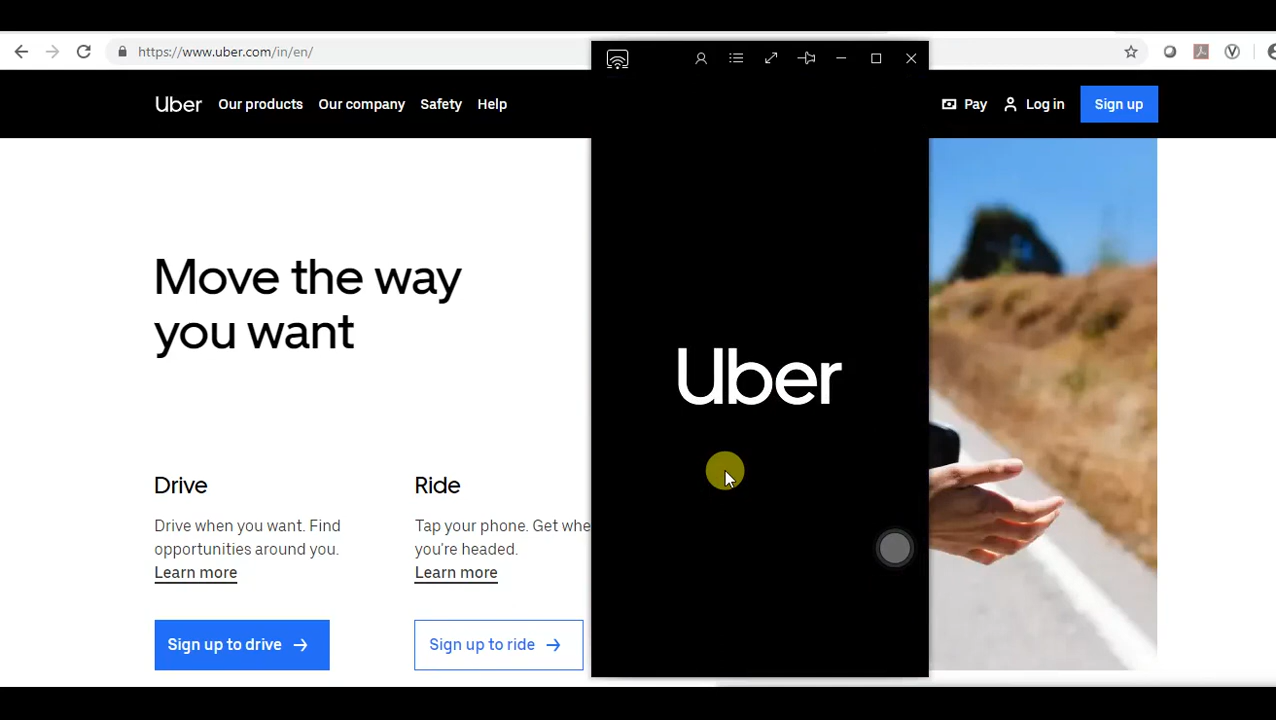 https://www.uber.com/in/en/
Uber Our products Our company Safety Help Pay Log in Sign up
Move the way
you want
Uber
Drive
Drive when you want. Find
opportunities around you.
Learn more
Sign up to drive
Ride
Tap your phone. Get whe
you're headed.
Learn more
Sign up to ride